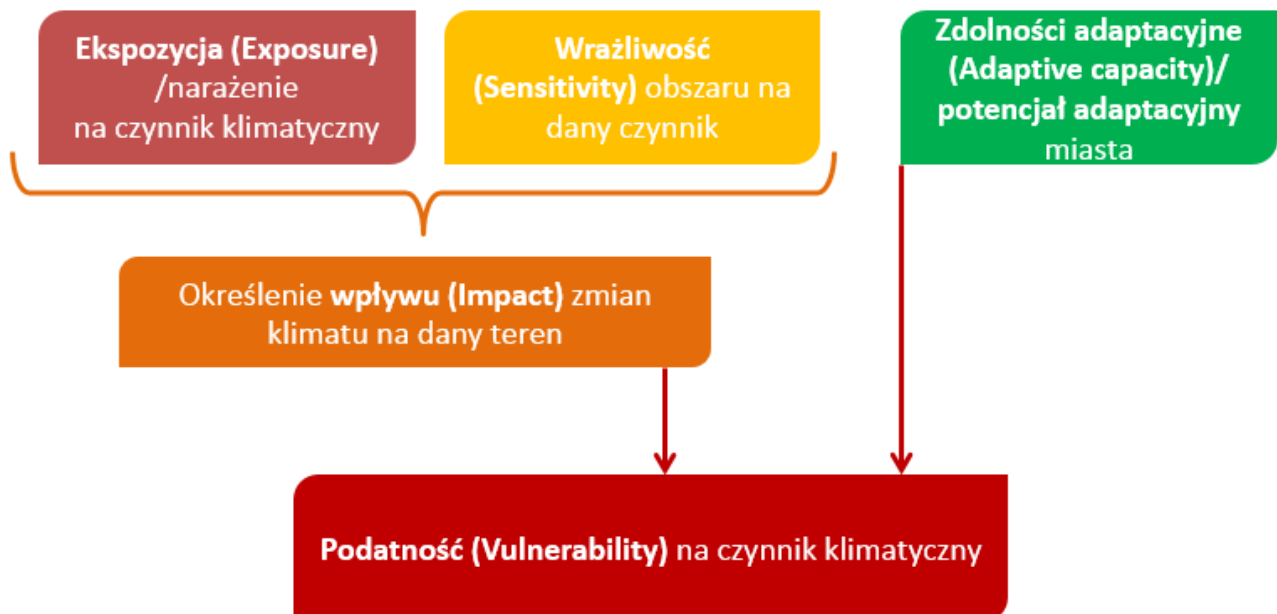 Ekspozycja (Exposure)
/narażenie
na czynnik klimatyczny
Wrażliwość
(Sensitivity) obszaru na
dany czynnik
Zdolności adaptacyjne
(Adaptive capacity)/
potencjał adaptacyjny
miasta
Określenie wpływu (Impact) zmian
klimatu na dany teren
Podatność (Vulnerability) na czynnik klimatyczny